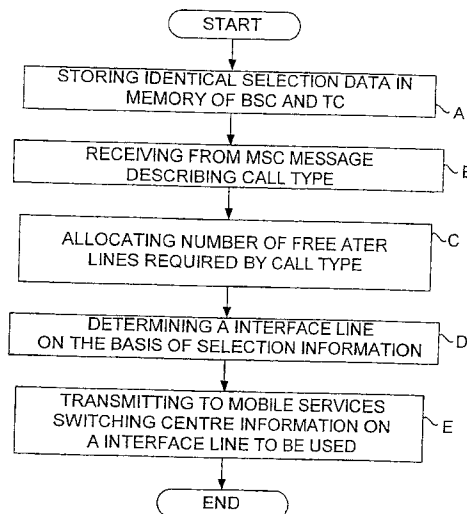 START
STORING IDENTICAL SELECTION DATA IN
MEMORY OF BSC AND TC
A
RECEIVING FROM MSC MESSAGE
DESCRIBING CALL TYPE
B
ALLOCATING NUMBER OF FREE ATER
LINES REQUIRED BY CALL TYPE
C
DETERMINING A INTERFACE LINE
ON THE BASIS OF SELECTION INFORMATION
D
TRANSMITTING TO MOBILE SERVICES
SWITCHING CENTRE INFORMATION ON
A INTERFACE LINE TO BE USED
E
END